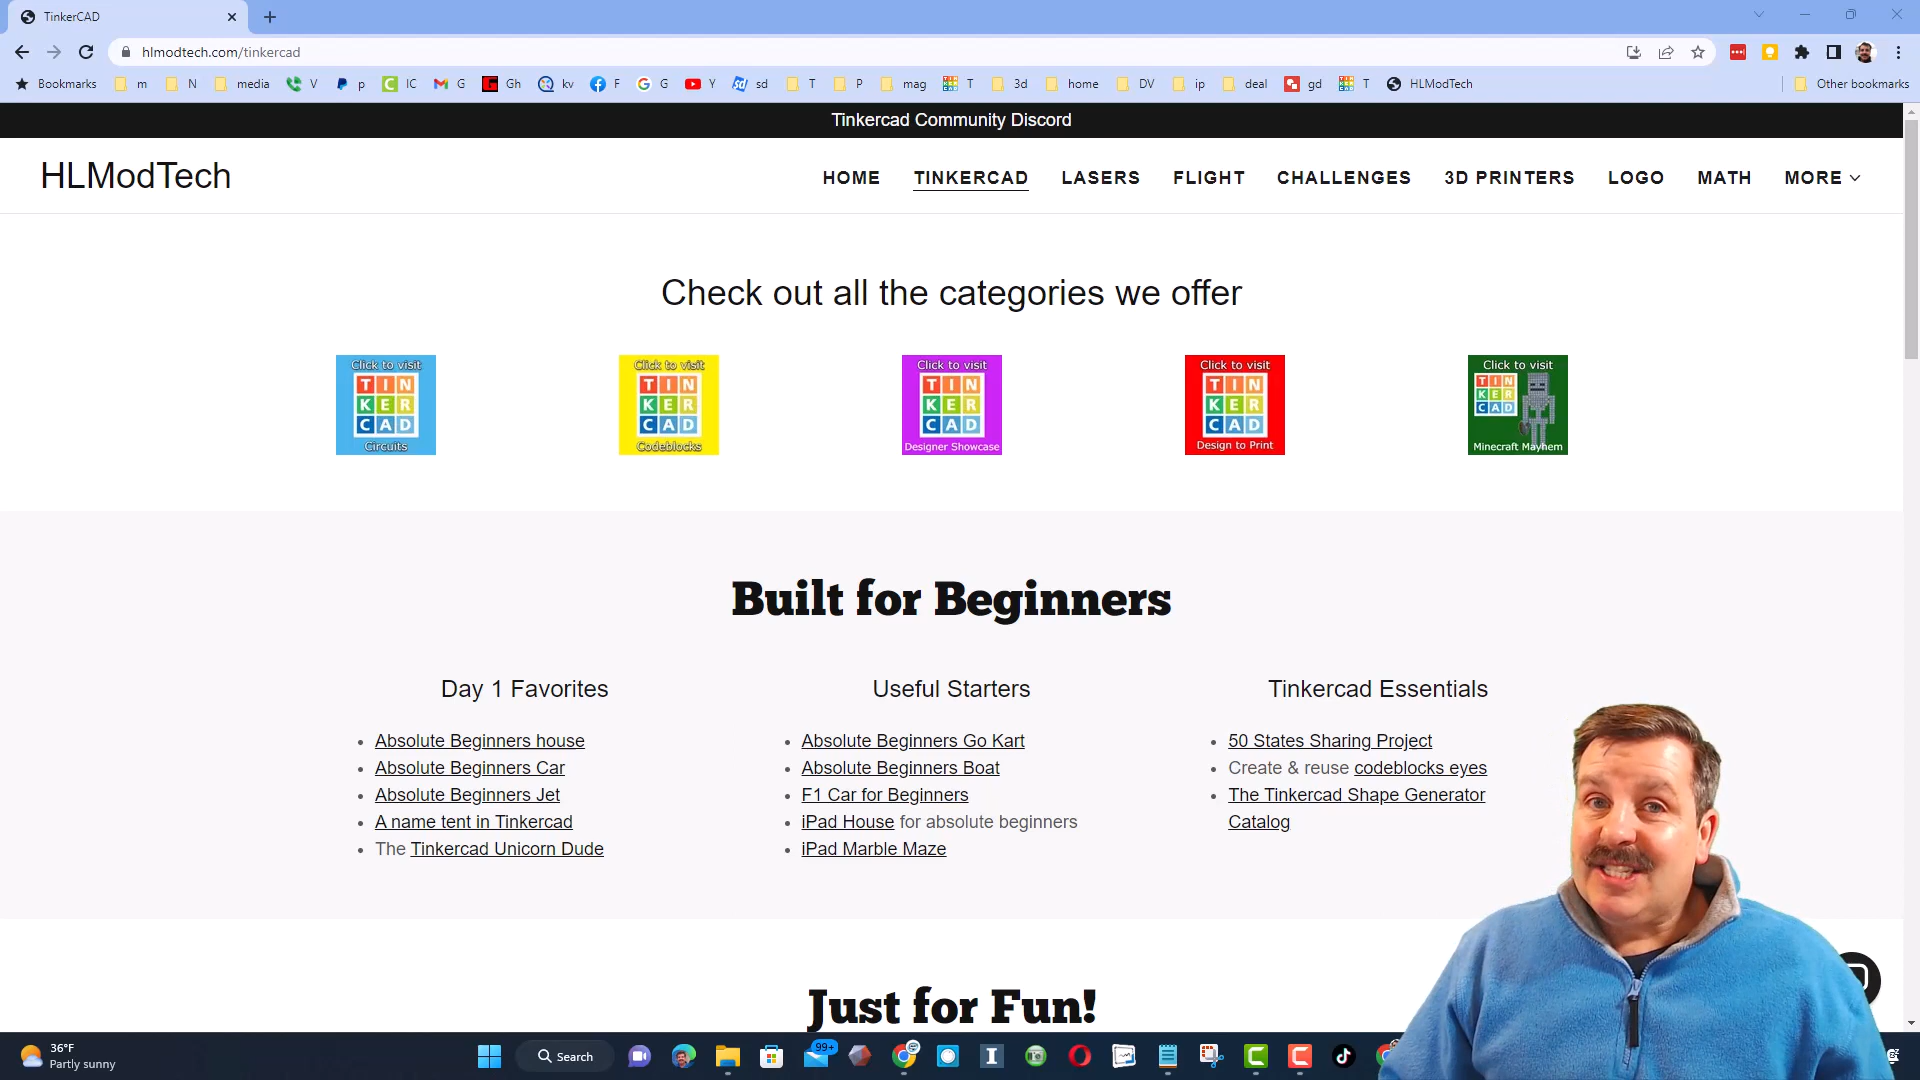 TinkerCAD
hlmodtech.com/tinkercad
Bookmarks m N media V p IC G Gh kv F G Y sd T P mag T 3d home DV ip deal gd T HLModTech Other bookmarks
Tinkercad Community Discord
HLModTech
HOME TINKERCAD LASERS FLIGHT CHALLENGES 3D PRINTERS LOGO MATH MORE
Check out all the categories we offer
Click to visit
TIN
KER
CAD
Circuits
Click to visit
TIN
KER
CAD
Codeblocks
Click to visit
TIN
KER
CAD
Designer Showcase
Click to visit
TIN
KER
CAD
Design to Print
Click to visit
TIN
KER
CAD
Minecraft Mayhem
Built for Beginners
Day 1 Favorites
Absolute Beginners house
Absolute Beginners Car
Absolute Beginners Jet
A name tent in Tinkercad
The Tinkercad Unicorn Dude
Useful Starters
Absolute Beginners Go Kart
Absolute Beginners Boat
F1 Car for Beginners
iPad House for absolute beginners
iPad Marble Maze
Tinkercad Essentials
50 States Sharing Project
Create & reuse codeblocks eyes
The Tinkercad Shape Generator
Catalog
Just for Fun!
36°F
Partly sunny
Search
99+